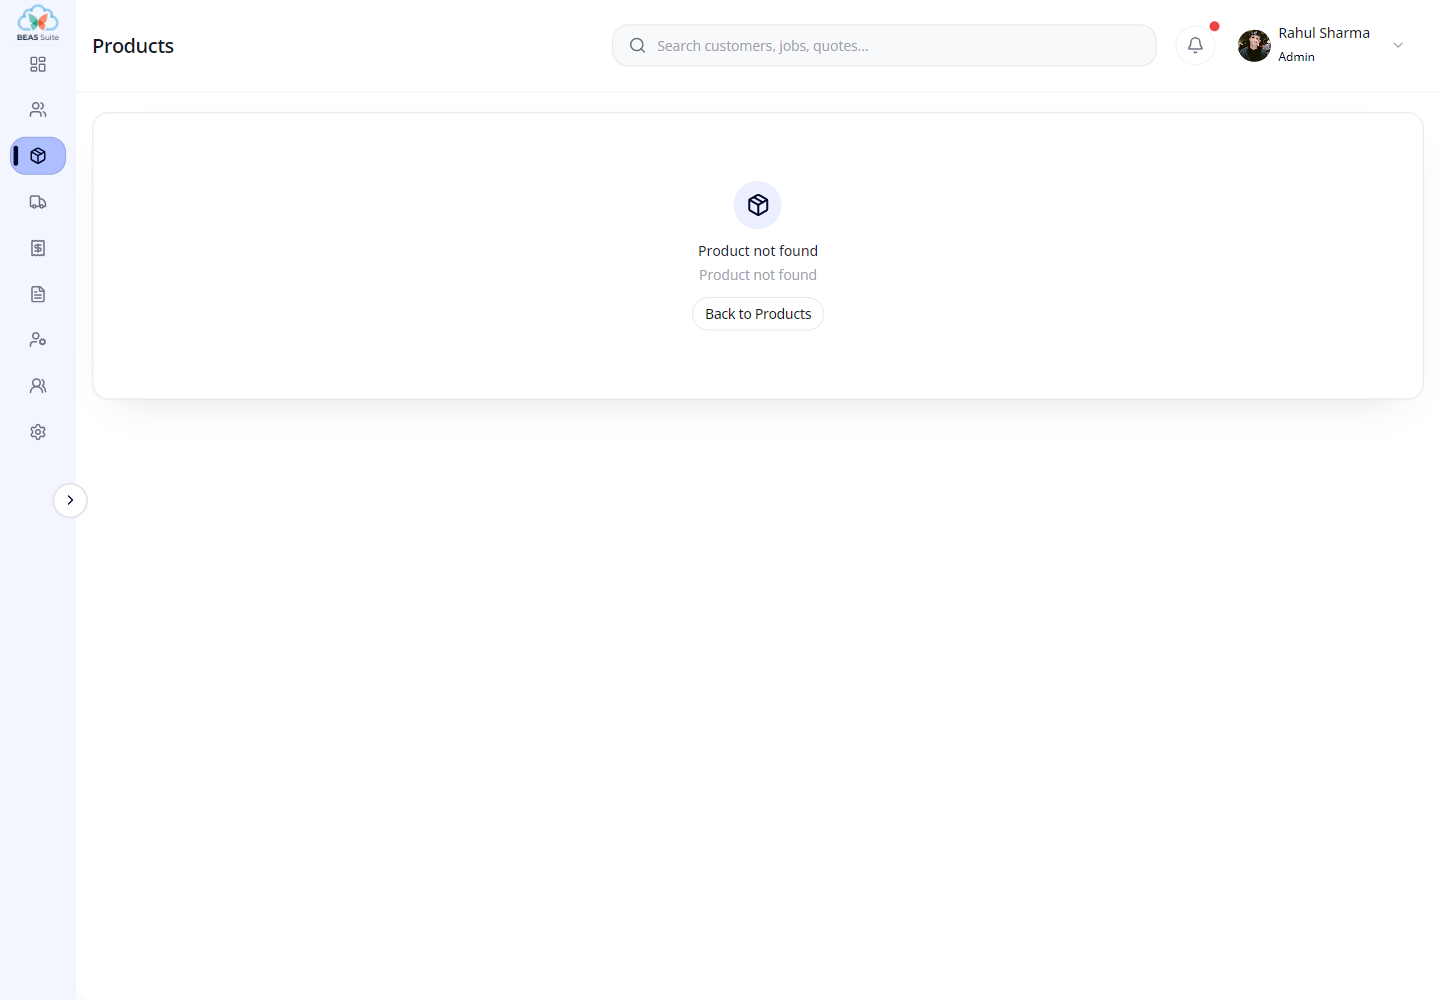 BEAS Suite
Products
Search customers, jobs, quotes...
Rahul Sharma
Admin
Product not found
Product not found
Back to Products